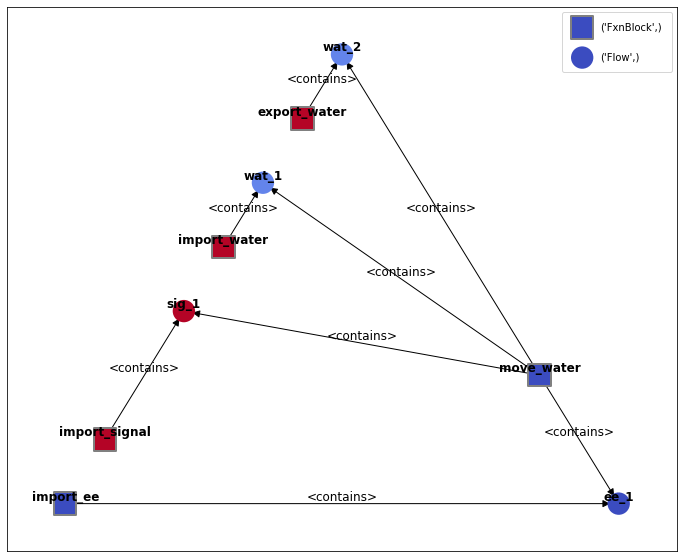 ('FxnBlock',)
wat_2
('Flow',)
<contains>
export_water
wat_1
<contains>
<contains>
import_water
<contains>
sig_1
<contains>
<contains>
move_water
import_signal
<contains>
import_ee
<contains>
ee_1